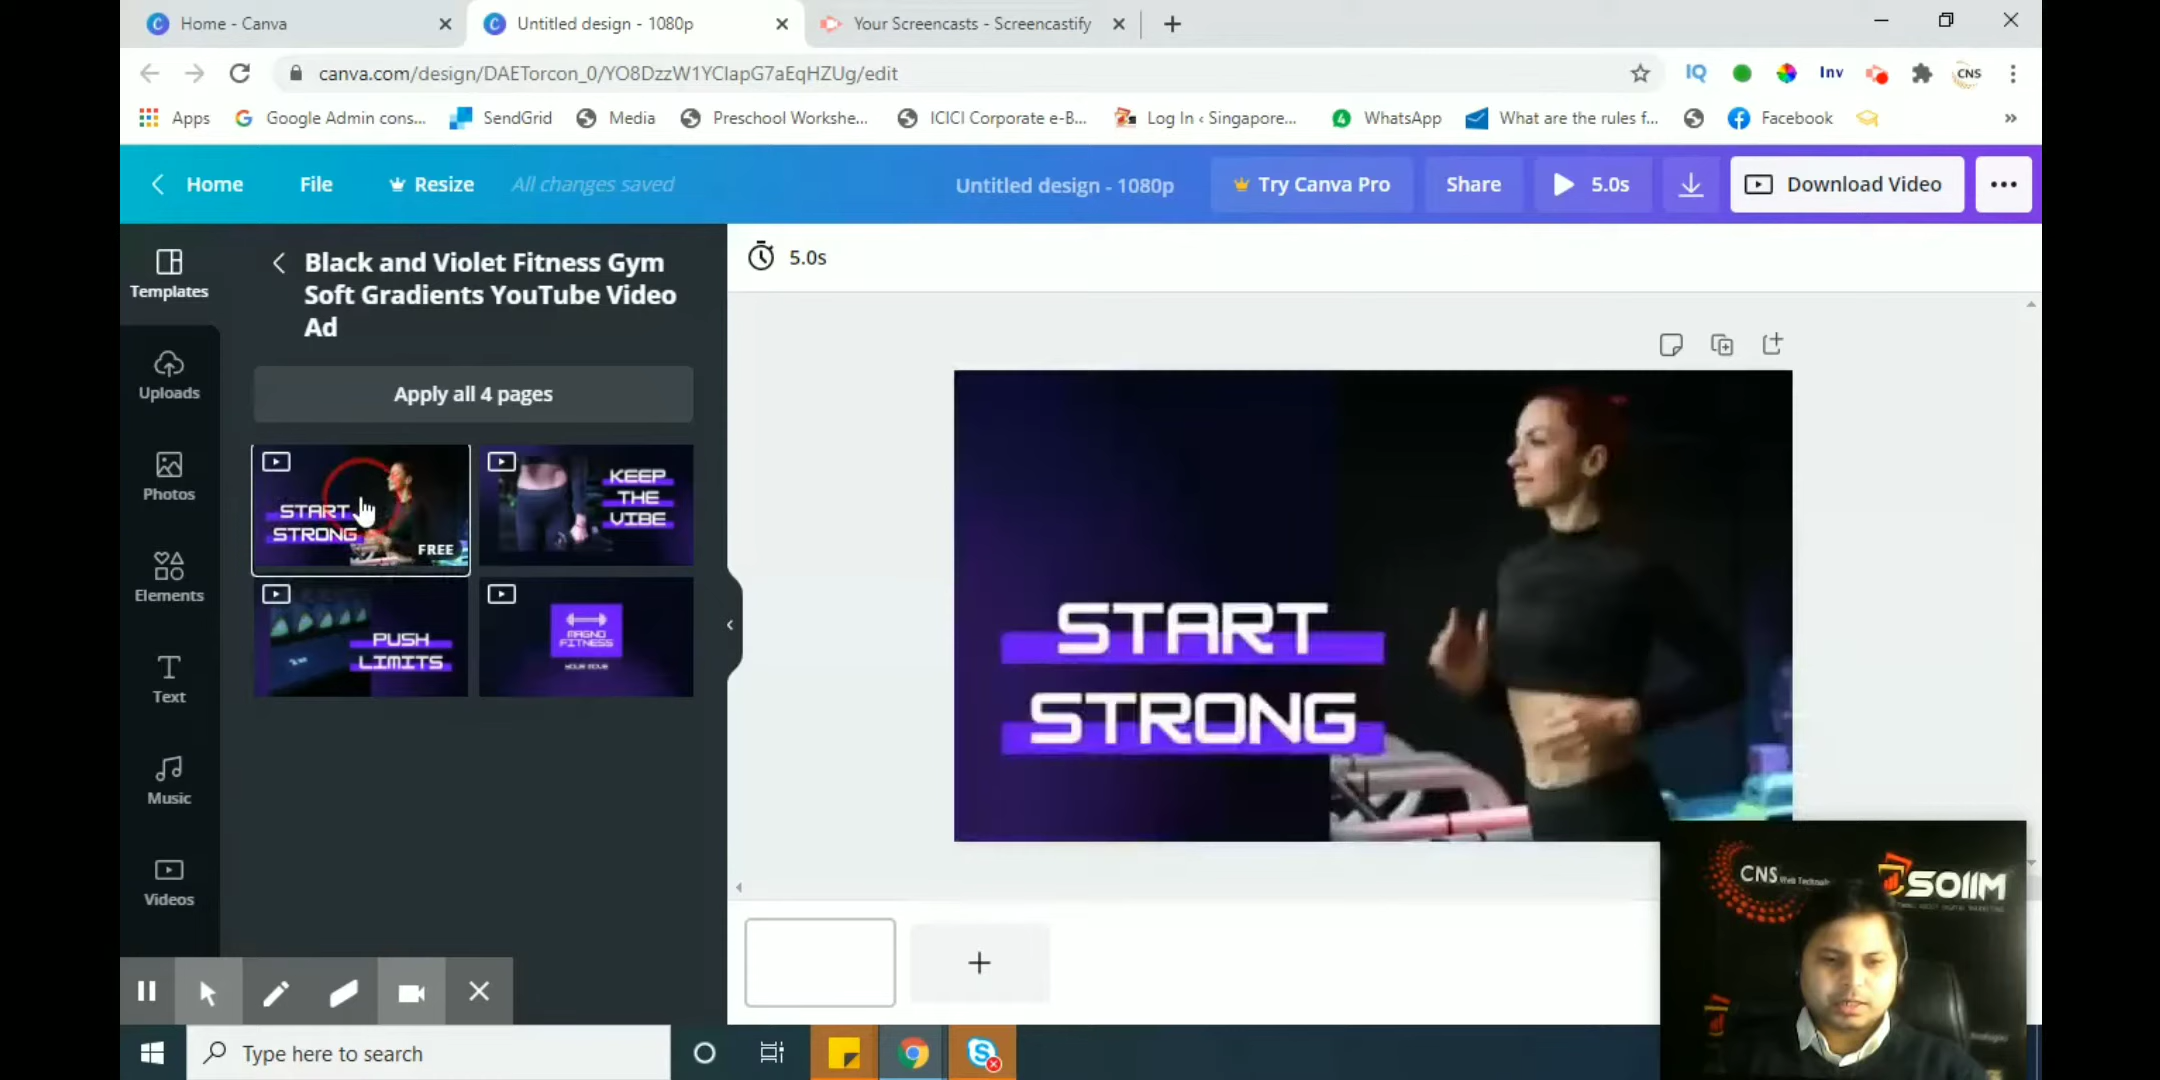 Home - Canva
Untitled design - 1080p
Your Screencasts - Screencastify
canva.com/design/DAETorcon_0/YO8DzzW1YClapG7aEqHZUg/edit
IQ
Inv
CNS
Apps
Google Admin cons...
SendGrid
Media
Preschool Workshe...
ICICI Corporate e-B...
Log In ‹ Singapore...
WhatsApp
What are the rules f...
Facebook
»
Home
File
Resize
All changes saved
Untitled design - 1080p
Try Canva Pro
Share
5.0s
Download Video
Templates
Uploads
Photos
Elements
Text
Music
Videos
Black and Violet Fitness Gym
Soft Gradients YouTube Video
Ad
Apply all 4 pages
START
STRONG
FREE
KEEP
THE
VIBE
PUSH
LIMITS
MAGNO
FITNESS
5.0s
START
STRONG
CNS Web Technolo
SOIIM
Type here to search